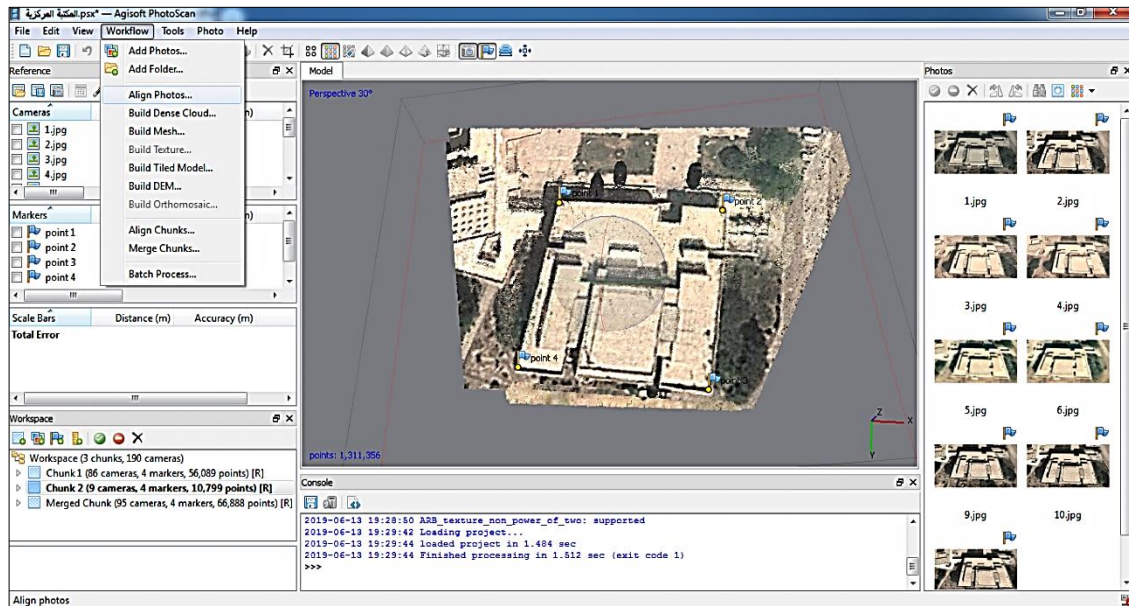 المكتبة المركزية.psx* — Agisoft PhotoScan
File Edit View Workflow Tools Photo Help
Add Photos...
Add Folder...
Align Photos...
Build Dense Cloud...
Build Mesh...
Build Texture...
Build Tiled Model...
Build DEM...
Build Orthomosaic...
Align Chunks...
Merge Chunks...
Batch Process...
Reference
Cameras
1.jpg
2.jpg
3.jpg
4.jpg
Markers
point 1
point 2
point 3
point 4
Scale Bars Distance (m) Accuracy (m)
Total Error
Workspace
Workspace (3 chunks, 190 cameras)
Chunk 1 (86 cameras, 4 markers, 56,089 points) [R]
Chunk 2 (9 cameras, 4 markers, 10,799 points) [R]
Merged Chunk (95 cameras, 4 markers, 66,888 points) [R]
Model
Perspective 30°
point 2
point 4
points: 1,311,356
Z
X
Y
Console
2019-06-13 19:28:50 ARB_texture_non_power_of_two: supported
2019-06-13 19:29:42 Loading project...
2019-06-13 19:29:44 loaded project in 1.484 sec
2019-06-13 19:29:44 Finished processing in 1.512 sec (exit code 1)
>>>
Photos
1.jpg 2.jpg
3.jpg 4.jpg
5.jpg 6.jpg
9.jpg 10.jpg
Align photos